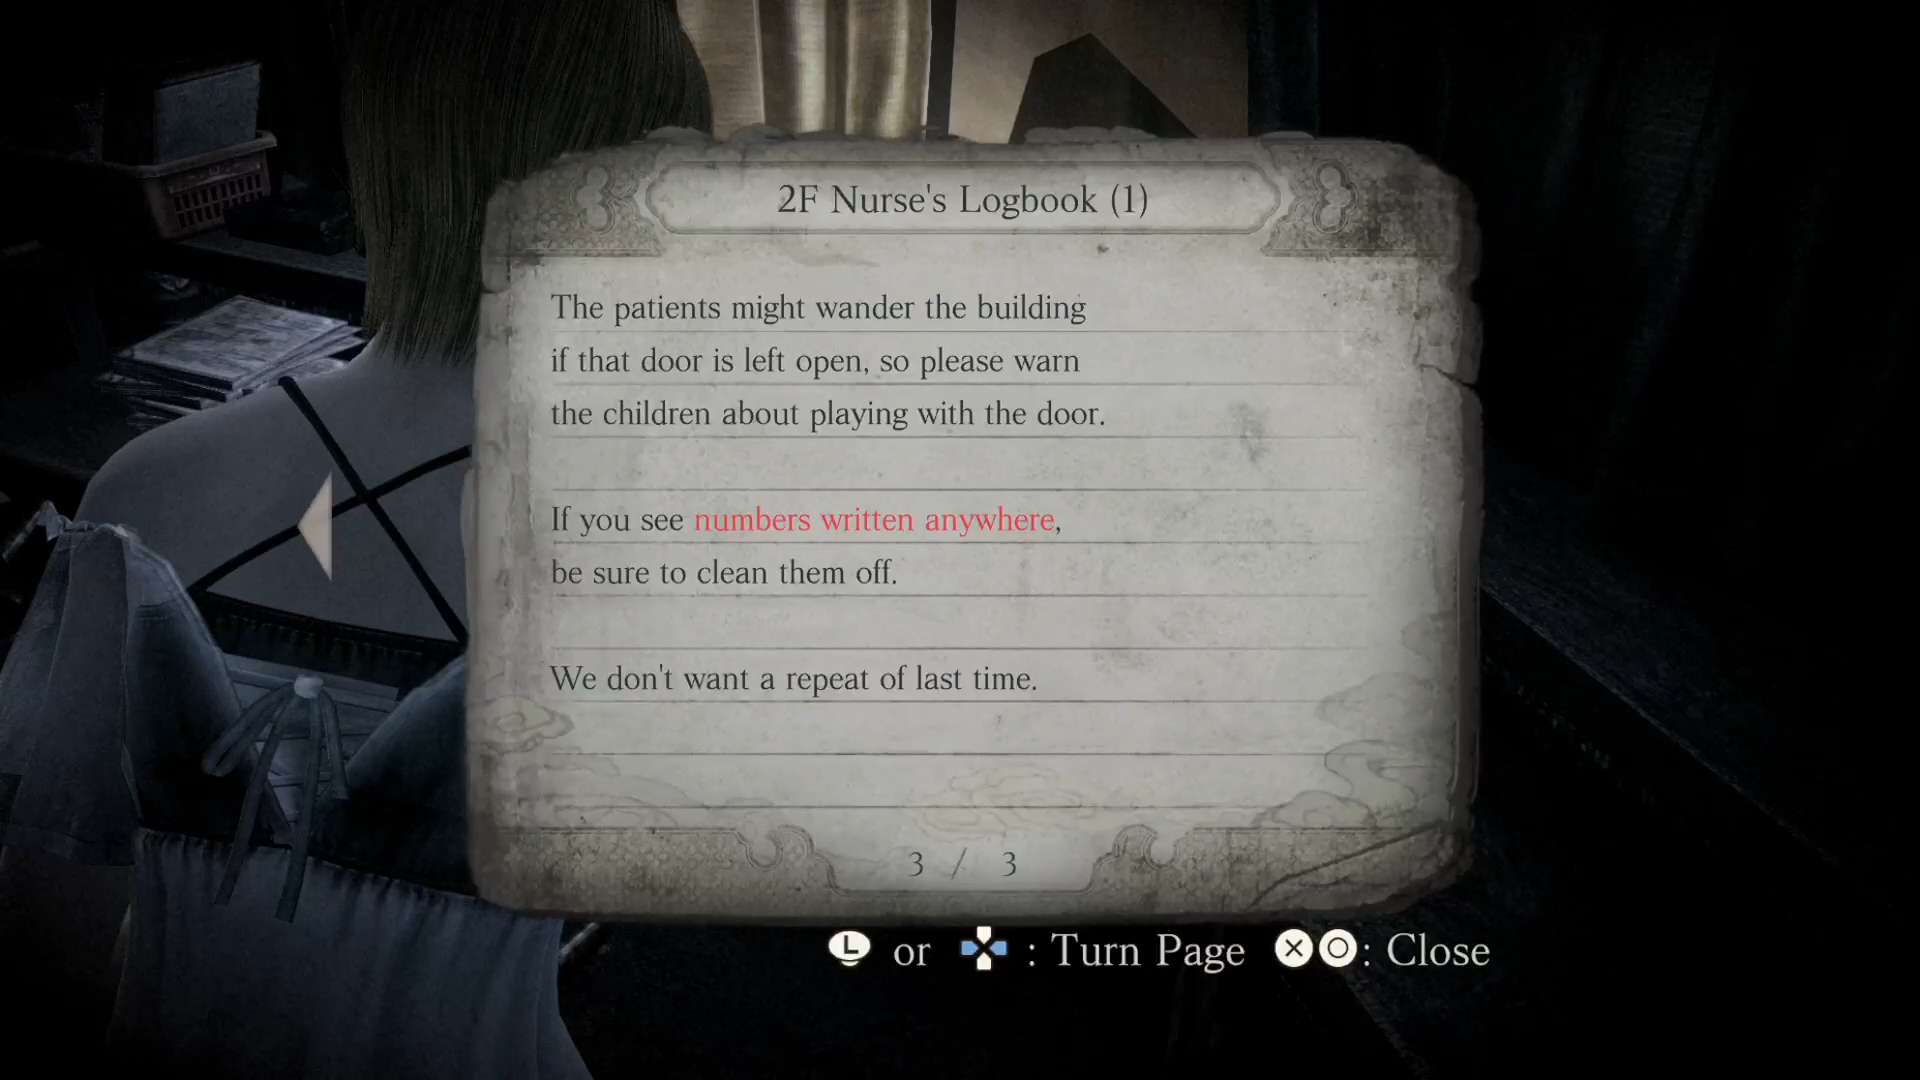 2F Nurse's Logbook (1)
The patients might wander the building
if that door is left open, so please warn
the children about playing with the door.
If you see numbers written anywhere,
be sure to clean them off.
We don't want a repeat of last time.
3 / 3
L or : Turn Page : Close